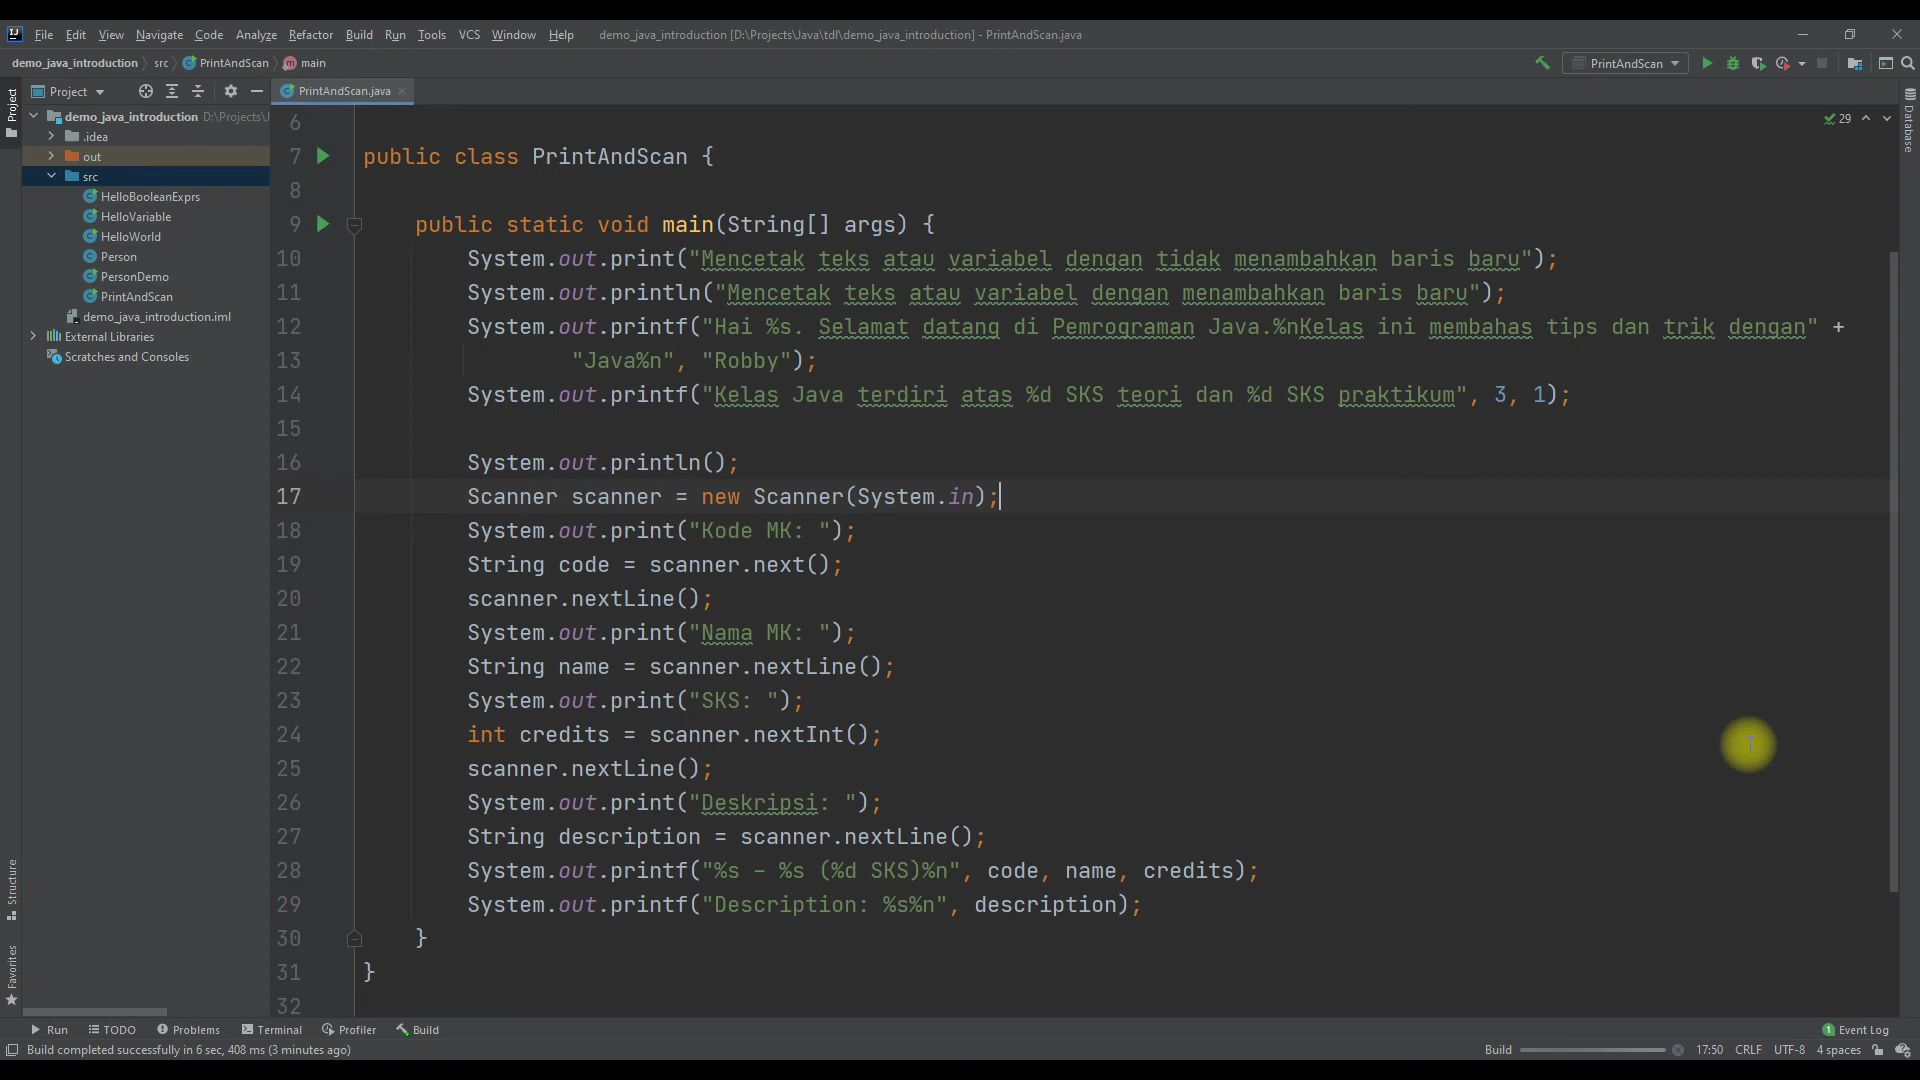 File Edit View Navigate Code Analyze Refactor Build Run Tools VCS Window Help demo_java_introduction [D:\Projects\Java\tdl\demo_java_introduction] - PrintAndScan.java
demo_java_introduction src PrintAndScan main PrintAndScan
Project PrintAndScan.java
Project
demo_java_introduction D:\Projects\J
.idea
out
src
HelloBooleanExprs
HelloVariable
HelloWorld
Person
PersonDemo
PrintAndScan
demo_java_introduction.iml
External Libraries
Scratches and Consoles
Structure
Favorites
29
Database
6
7 public class PrintAndScan {
8
9 public static void main(String[] args) {
10 System.out.print("Mencetak teks atau variabel dengan tidak menambahkan baris baru");
11 System.out.println("Mencetak teks atau variabel dengan menambahkan baris baru");
12 System.out.printf("Hai %s. Selamat datang di Pemrograman Java.%nKelas ini membahas tips dan trik dengan" +
13 "Java%n", "Robby");
14 System.out.printf("Kelas Java terdiri atas %d SKS teori dan %d SKS praktikum", 3, 1);
15
16 System.out.println();
17 Scanner scanner = new Scanner(System.in);
18 System.out.print("Kode MK: ");
19 String code = scanner.next();
20 scanner.nextLine();
21 System.out.print("Nama MK: ");
22 String name = scanner.nextLine();
23 System.out.print("SKS: ");
24 int credits = scanner.nextInt();
25 scanner.nextLine();
26 System.out.print("Deskripsi: ");
27 String description = scanner.nextLine();
28 System.out.printf("%s - %s (%d SKS)%n", code, name, credits);
29 System.out.printf("Description: %s%n", description);
30 }
31 }
32
Run TODO Problems Terminal Profiler Build 1 Event Log
Build completed successfully in 6 sec, 408 ms (3 minutes ago) Build 17:50 CRLF UTF-8 4 spaces